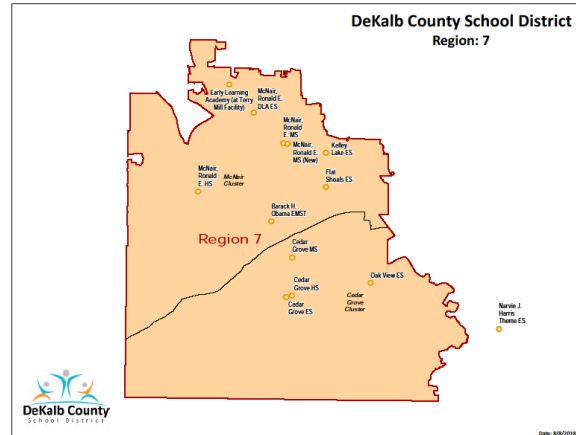 DeKalb County School District
Region: 7
Early Learning
Academy (at Terry
Mill Facility)
McNair,
Ronald E.
DLA ES
McNair,
Ronald
E. MS
McNair,
Ronald E.
MS (New)
Kelley
Lake ES
McNair,
Ronald
E. HS
McNair
Cluster
Flat
Shoals ES
Barack H.
Obama EMST
Region 7
Cedar
Grove MS
Oak View ES
Cedar
Grove HS
Cedar
Grove ES
Cedar
Grove
Cluster
Narvie J.
Harris
Theme ES
DeKalb County
School District
Date: 8/8/2018